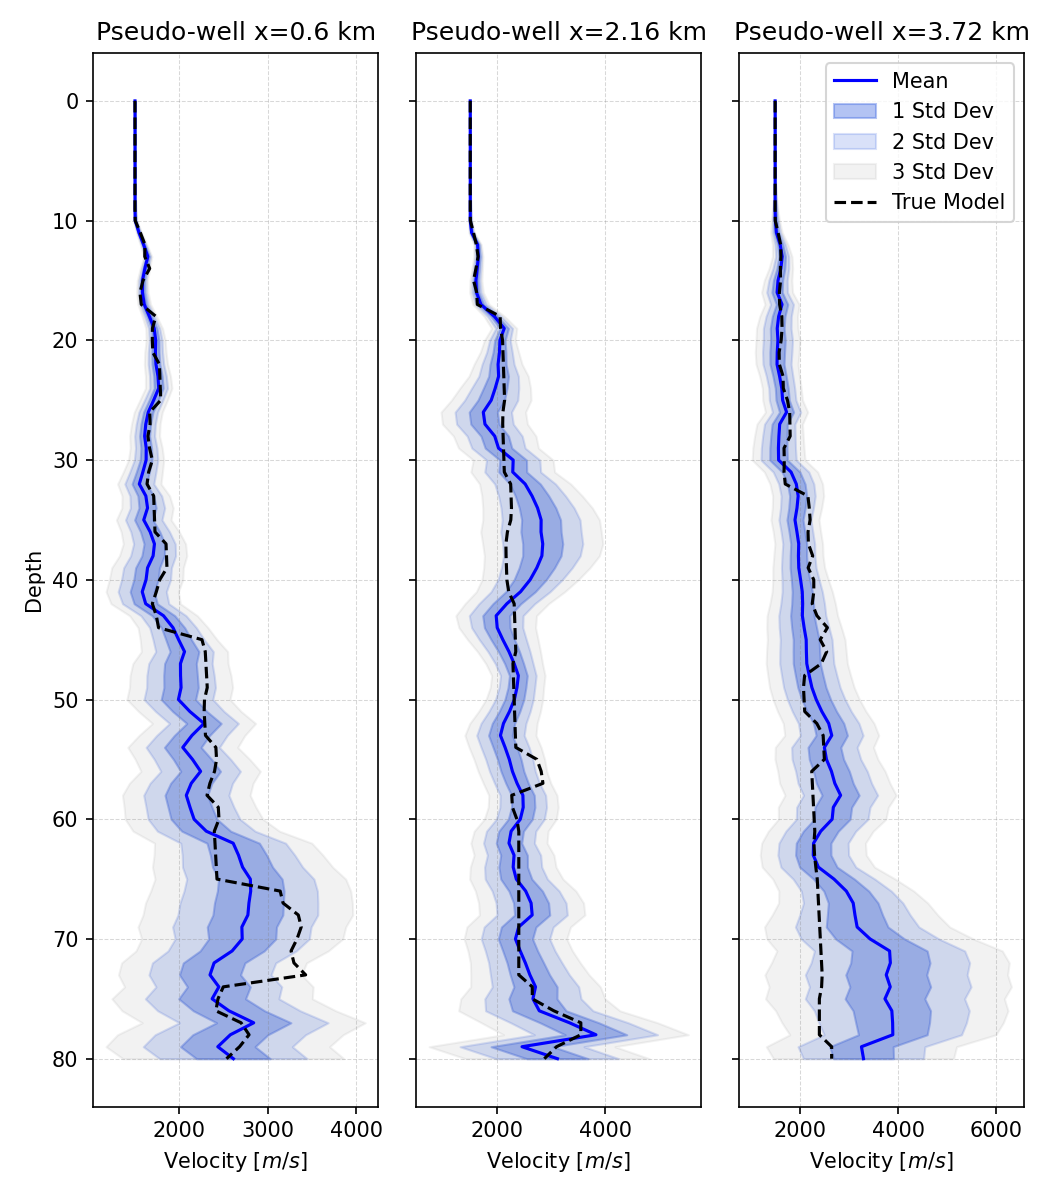 Pseudo-well x=0.6 km
Pseudo-well x=2.16 km
Pseudo-well x=3.72 km
Mean
1 Std Dev
2 Std Dev
3 Std Dev
True Model
Depth
0
10
20
30
40
50
60
70
80
2000 3000 4000
2000 4000
2000 4000 6000
Velocity [m/s]
Velocity [m/s]
Velocity [m/s]